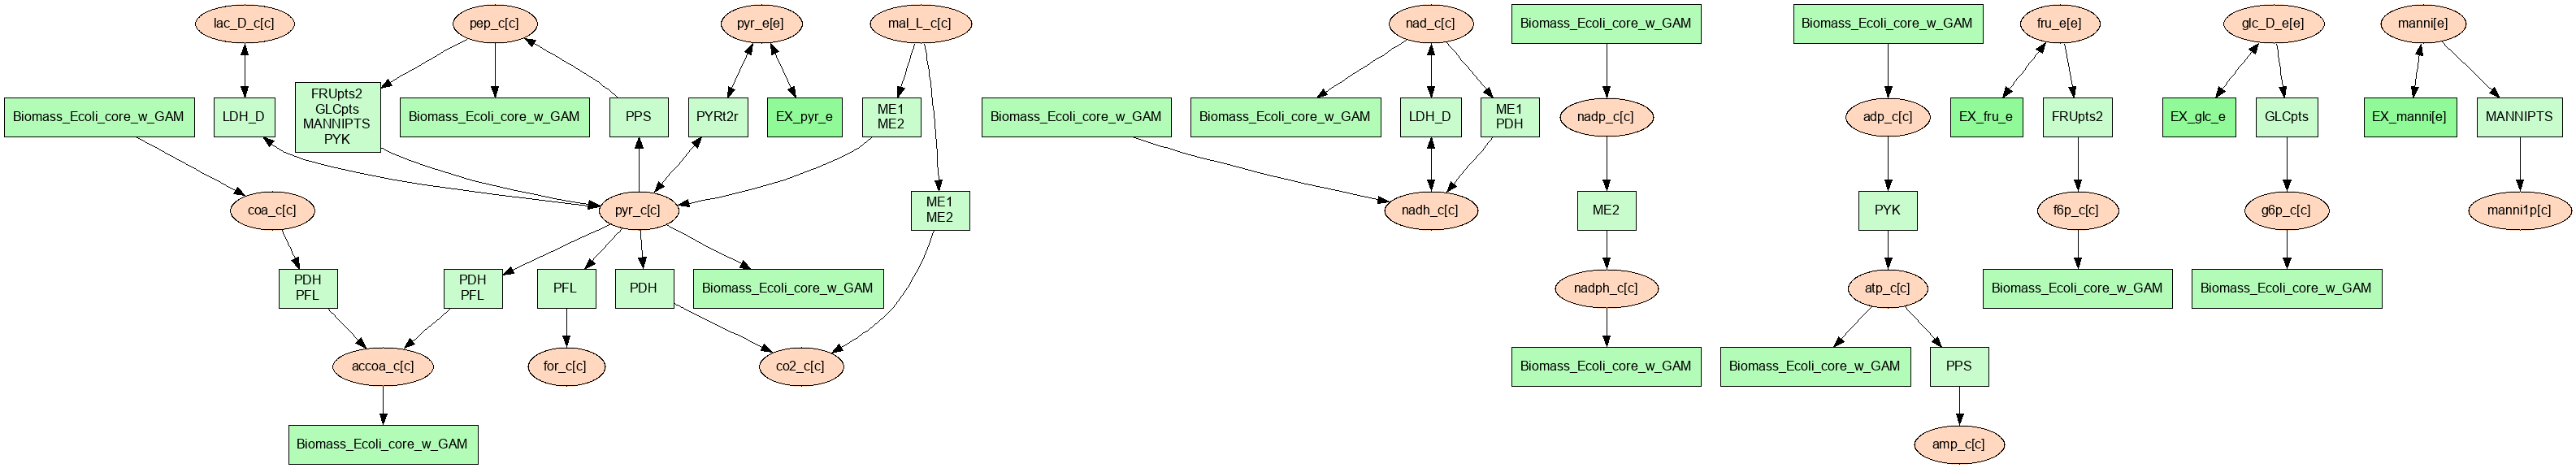 lac_D_c[c]
pep_c[c]
pyr_e[e]
mal_L_c[c]
nad_c[c]
Biomass_Ecoli_core_w_GAM
Biomass_Ecoli_core_w_GAM
fru_e[e]
glc_D_e[e]
manni[e]
Biomass_Ecoli_core_w_GAM
LDH_D
FRUpts2
GLCpts
MANNIPTS
PYK
Biomass_Ecoli_core_w_GAM
PPS
PYRt2r
EX_pyr_e
ME1
ME2
Biomass_Ecoli_core_w_GAM
Biomass_Ecoli_core_w_GAM
LDH_D
ME1
PDH
nadp_c[c]
adp_c[c]
EX_fru_e
FRUpts2
EX_glc_e
GLCpts
EX_manni[e]
MANNIPTS
coa_c[c]
pyr_c[c]
ME1
ME2
nadh_c[c]
ME2
PYK
f6p_c[c]
g6p_c[c]
manni1p[c]
PDH
PFL
PDH
PFL
PFL
PDH
Biomass_Ecoli_core_w_GAM
nadph_c[c]
atp_c[c]
Biomass_Ecoli_core_w_GAM
Biomass_Ecoli_core_w_GAM
accoa_c[c]
for_c[c]
co2_c[c]
Biomass_Ecoli_core_w_GAM
Biomass_Ecoli_core_w_GAM
PPS
Biomass_Ecoli_core_w_GAM
amp_c[c]